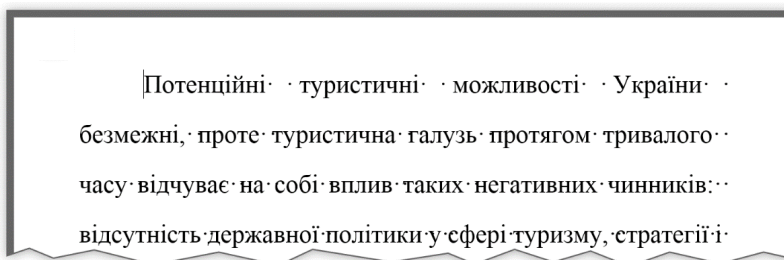 Потенційні туристичні можливості України
безмежні, проте туристична галузь протягом тривалого
часу відчуває на собі вплив таких негативних чинників:
відсутність державної політики у сфері туризму, стратегії і